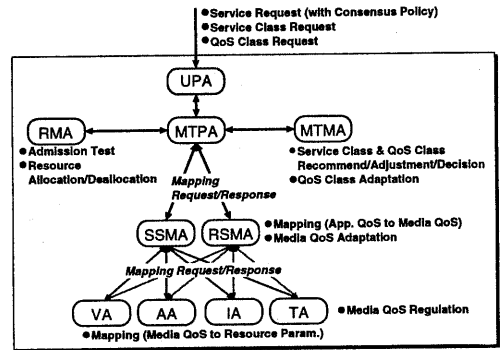 ●Service Request (with Consensus Policy)
●Service Class Request
●QoS Class Request
UPA
RMA
MTPA
MTMA
●Admission Test
●Resource
Allocation/Deallocation
●Service Class & QoS Class
Recommend/Adjustment/Decision
●QoS Class Adaptation
Mapping
Request/Response
SSMA
RSMA
●Mapping (App. QoS to Media QoS)
●Media QoS Adaptation
Mapping Request/Response
VA
AA
IA
TA
●Media QoS Regulation
●Mapping (Media QoS to Resource Param.)